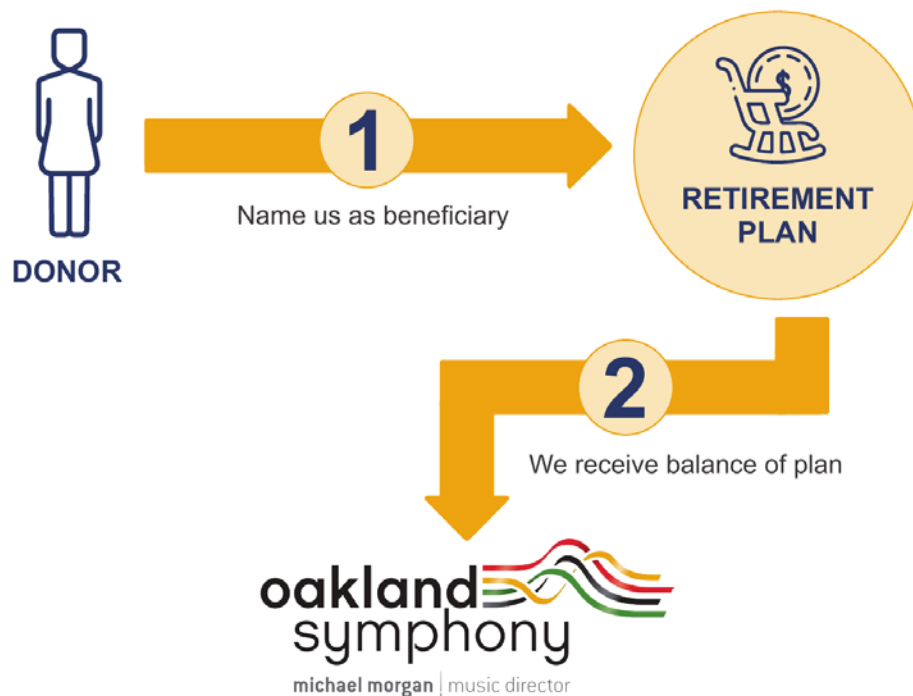 1
Name us as beneficiary
DONOR
$
RETIREMENT
PLAN
2
We receive balance of plan
oakland
symphony
michael morgan | music director